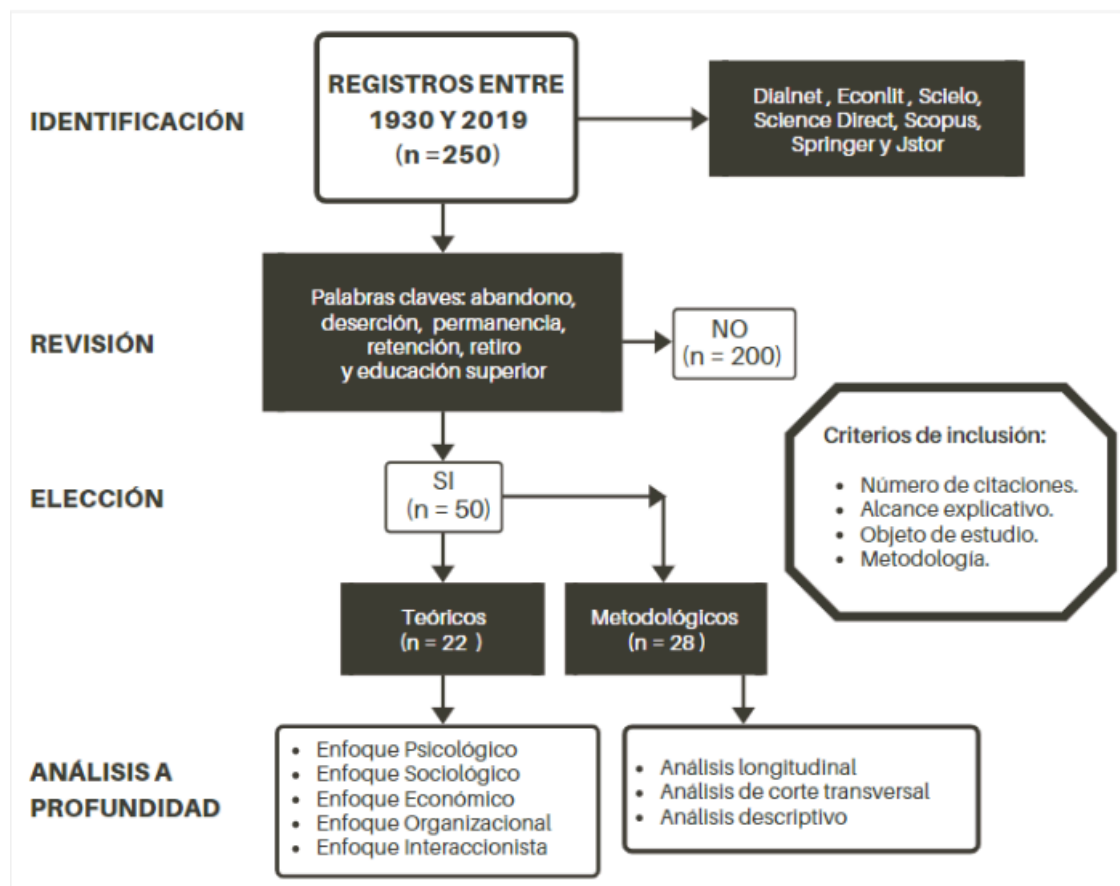 IDENTIFICACIÓN
REGISTROS ENTRE
1930 Y 2019
(n =250)
Dialnet , Econlit , Scielo,
Science Direct, Scopus,
Springer y Jstor
REVISIÓN
Palabras claves: abandono,
deserción, permanencia,
retención, retiro
y educación superior
NO
(n = 200)
Criterios de inclusión:
• Número de citaciones.
• Alcance explicativo.
• Objeto de estudio.
• Metodología.
ELECCIÓN
SI
(n = 50)
Teóricos
(n = 22 )
Metodológicos
(n = 28 )
ANÁLISIS A
PROFUNDIDAD
• Enfoque Psicológico
• Enfoque Sociológico
• Enfoque Económico
• Enfoque Organizacional
• Enfoque Interaccionista
• Análisis longitudinal
• Análisis de corte transversal
• Análisis descriptivo